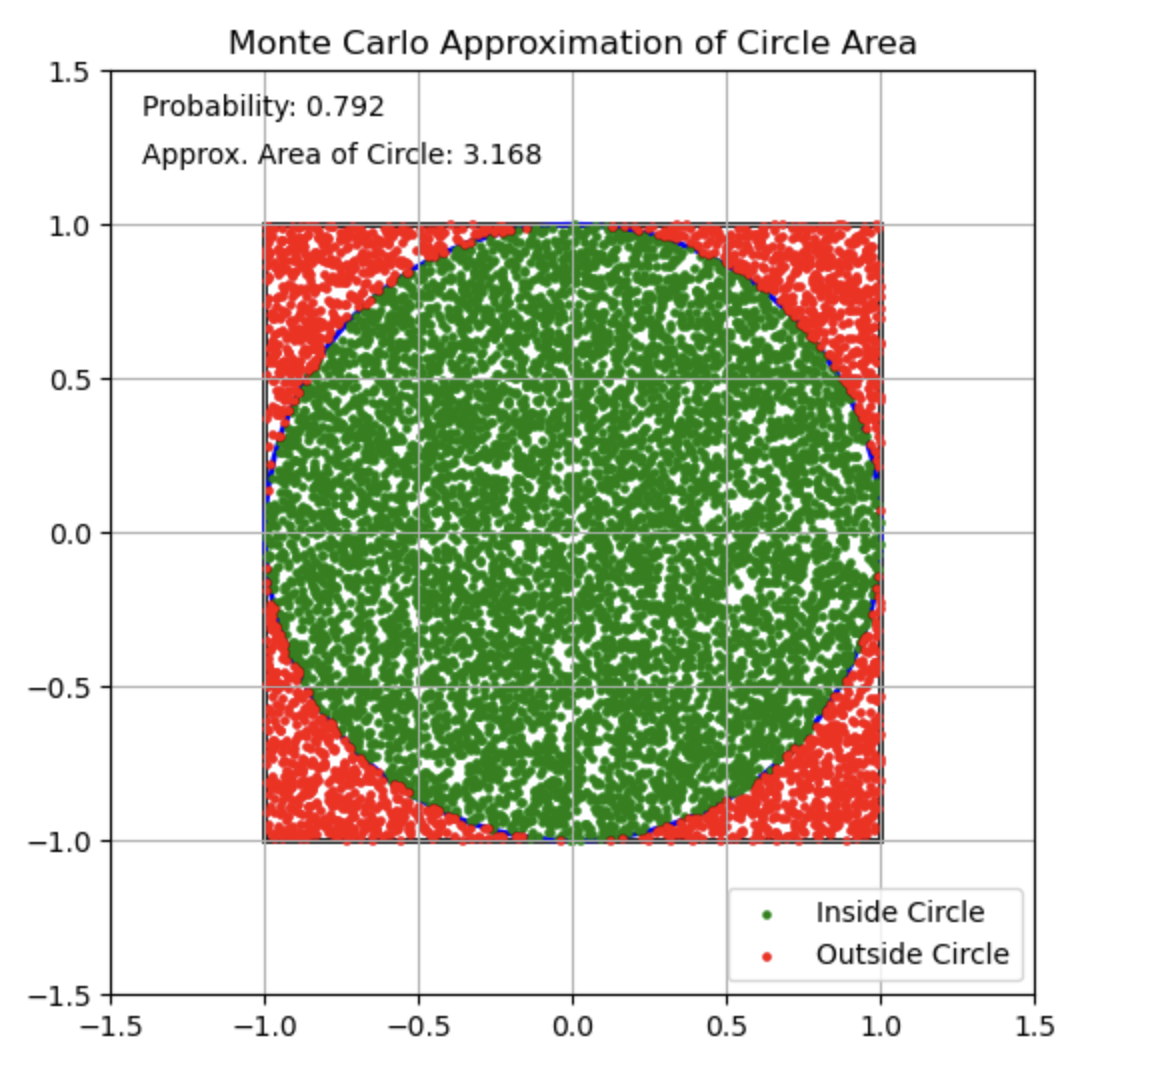 Monte Carlo Approximation of Circle Area
1.5
Probability: 0.792
Approx. Area of Circle: 3.168
1.0
0.5
0.0
−0.5
−1.0
Inside Circle
Outside Circle
−1.5
−1.5 −1.0 −0.5 0.0 0.5 1.0 1.5